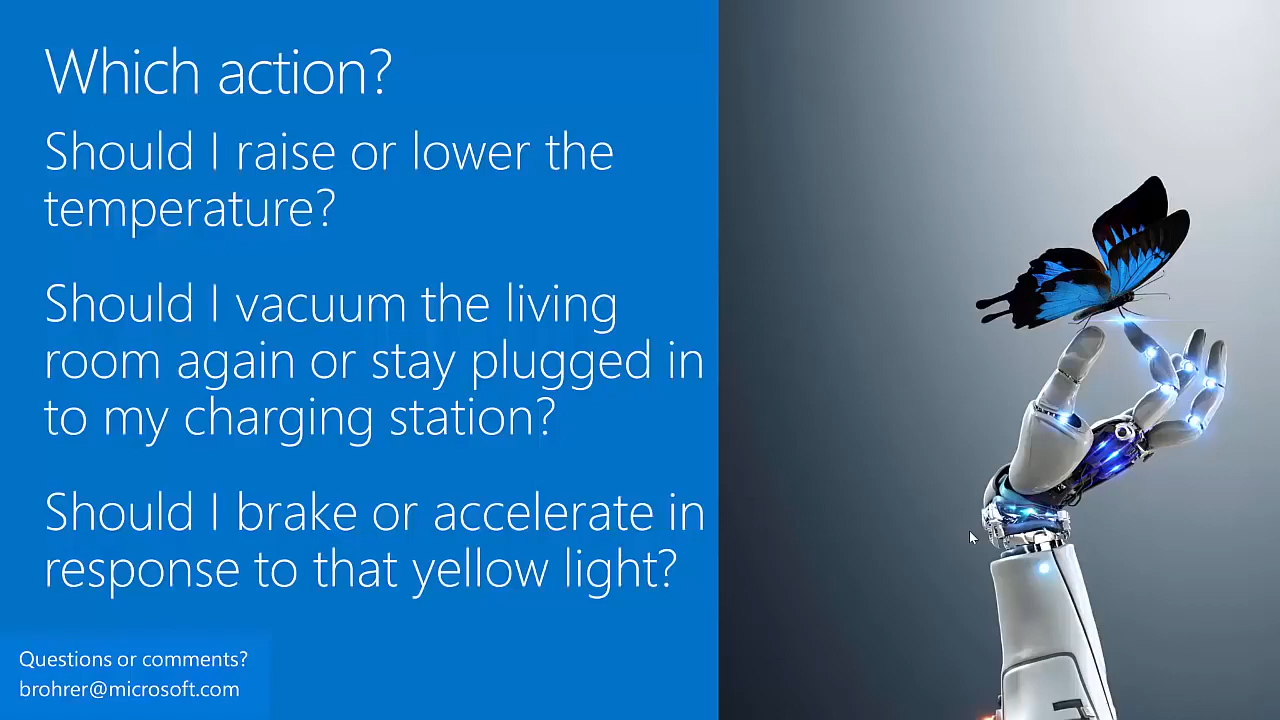 Which action?
Should I raise or lower the
temperature?
Should I vacuum the living
room again or stay plugged in
to my charging station?
Should I brake or accelerate in
response to that yellow light?
Questions or comments?
brohrer@microsoft.com